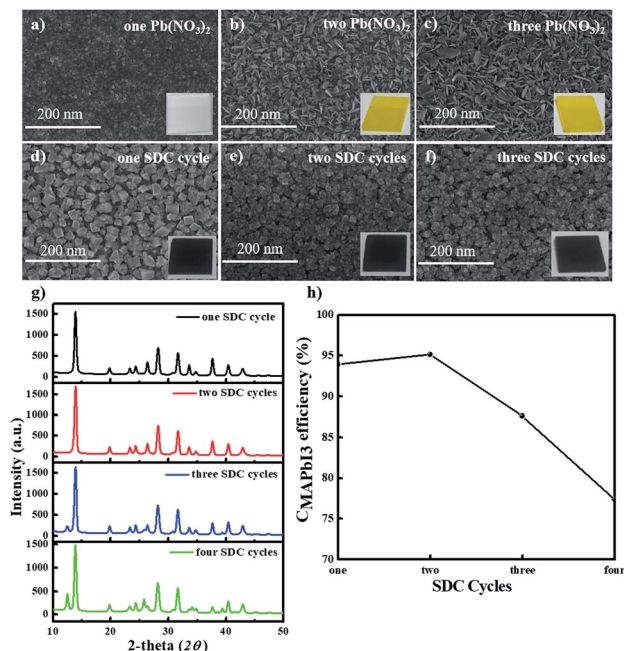 a) one Pb(NO₃)₂
b) two Pb(NO₃)₂
c) three Pb(NO₃)₂
200 nm
200 nm
200 nm
d) one SDC cycle
e) two SDC cycles
f) three SDC cycles
200 nm
200 nm
200 nm
g)
1500
1000
500
0
one SDC cycle
1500
1000
500
0
two SDC cycles
1500
1000
500
0
three SDC cycles
1500
1000
500
0
four SDC cycles
10 20 30 40 50
2-theta (2θ)
Intensity (a.u.)
h)
100
95
90
85
80
75
70
one two three four
SDC Cycles
CMAPbI3 efficiency (%)